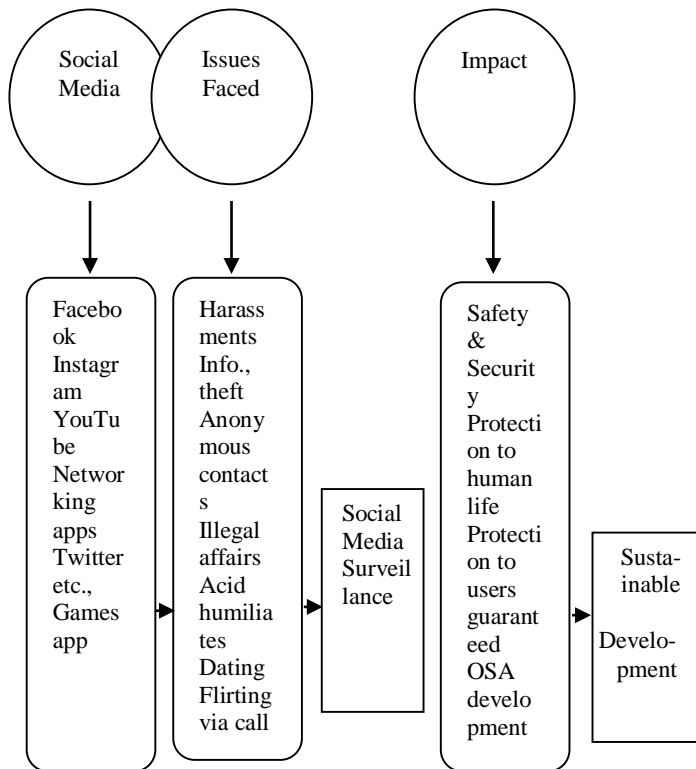 Social
Media
Issues
Faced
Impact
Facebo
ok
Instagr
am
YouTu
be
Networ
king
apps
Twitter
etc.,
Games
app
Harass
ments
Info.,
theft
Anony
mous
contact
s
Illegal
affairs
Acid
humilia
tes
Dating
Flirting
via call
Social
Media
Surveil
lance
Safety
&
Securit
y
Protecti
on to
human
life
Protecti
on to
users
guarant
eed
OSA
develo
pment
Susta-
inable
Develo-
pment